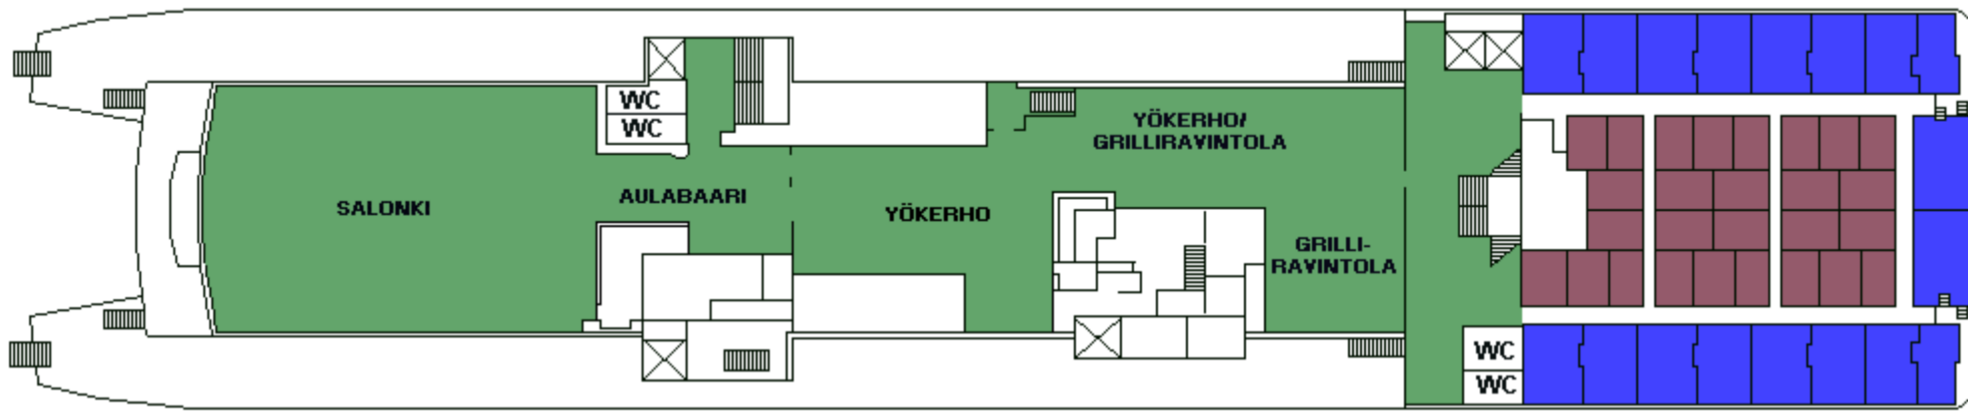 WC
WC
SALONKI
AULABAARI
YÖKERHO
YÖKERHO/
GRILLIRAVINTOLA
GRILLI-
RAVINTOLA
WC
WC